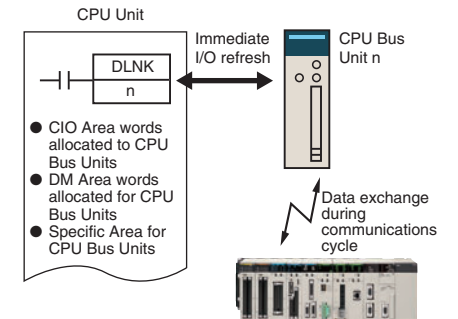 CPU Unit
DLNK
n
● CIO Area words
allocated to CPU
Bus Units
● DM Area words
allocated for CPU
Bus Units
● Specific Area for
CPU Bus Units
Immediate
I/O refresh
CPU Bus
Unit n
Data exchange
during
communications
cycle